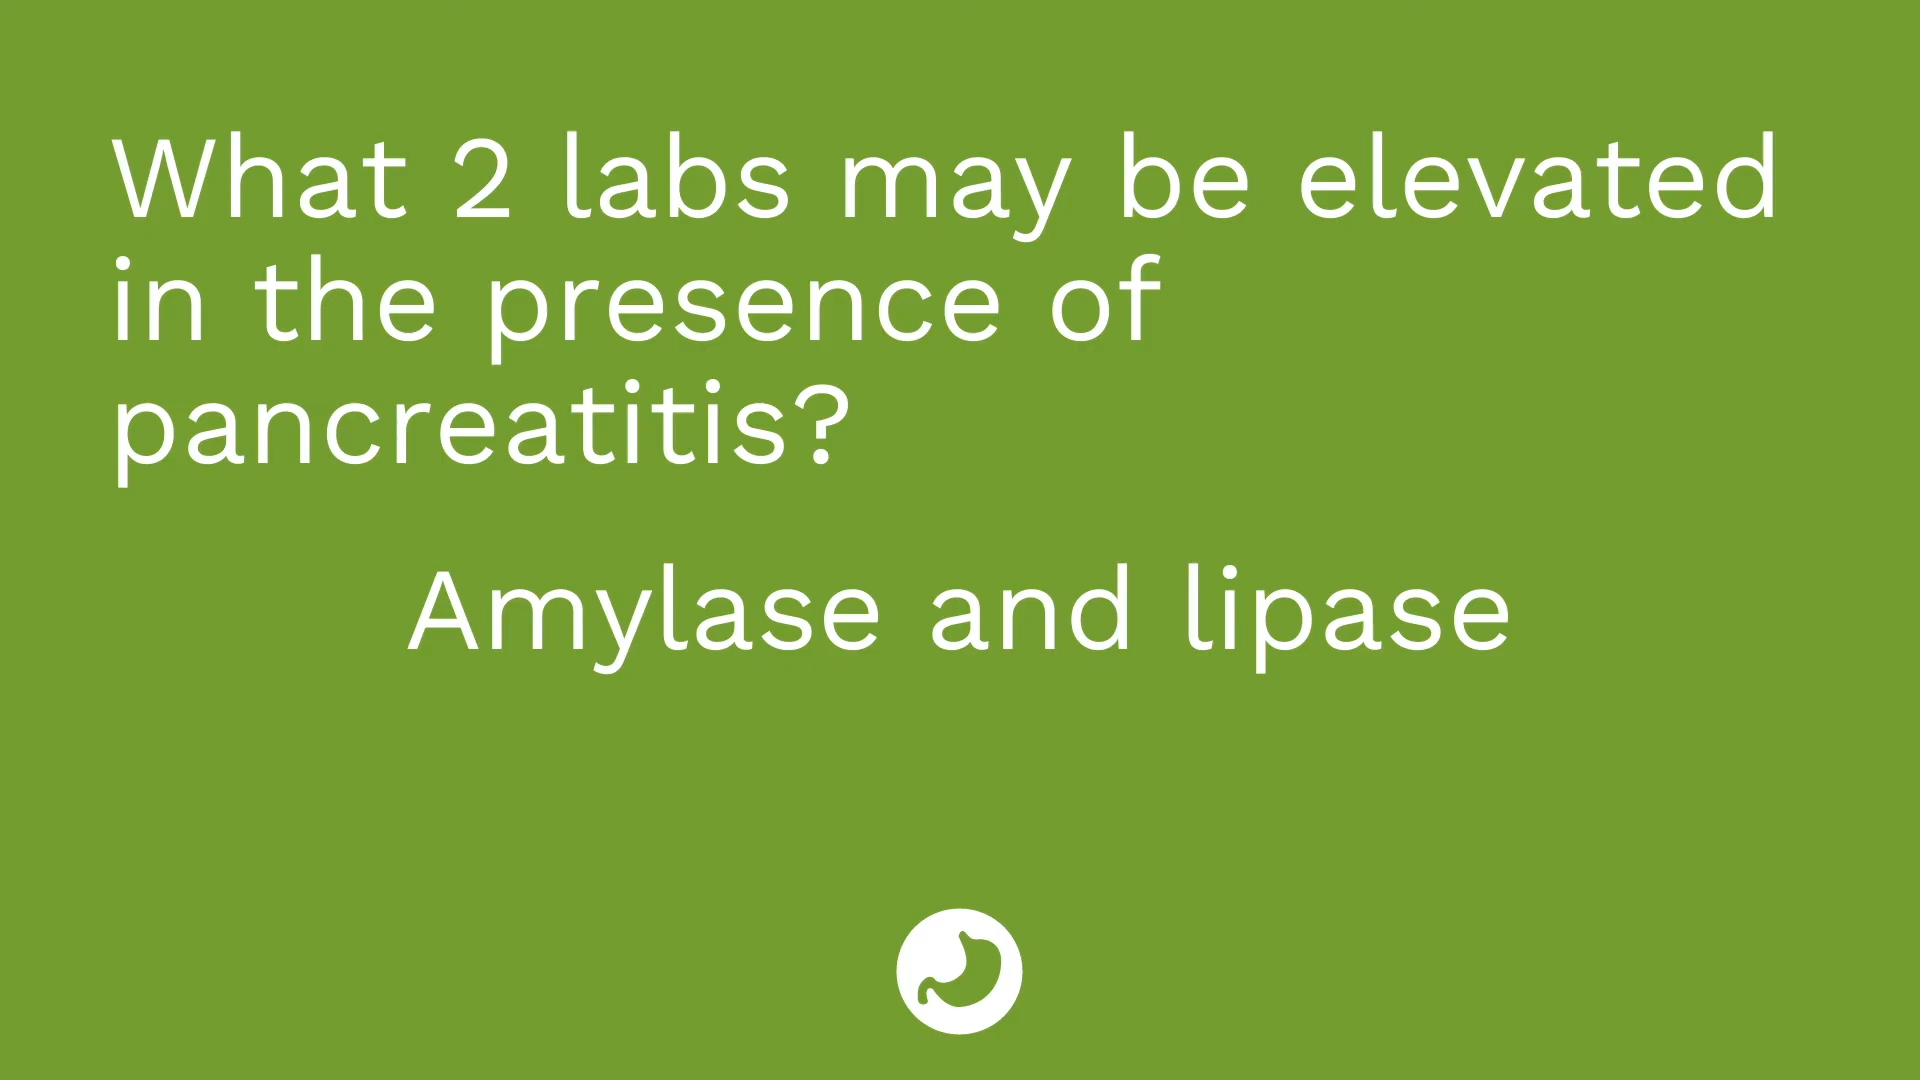 What 2 labs may be elevated
in the presence of
pancreatitis?
Amylase and lipase